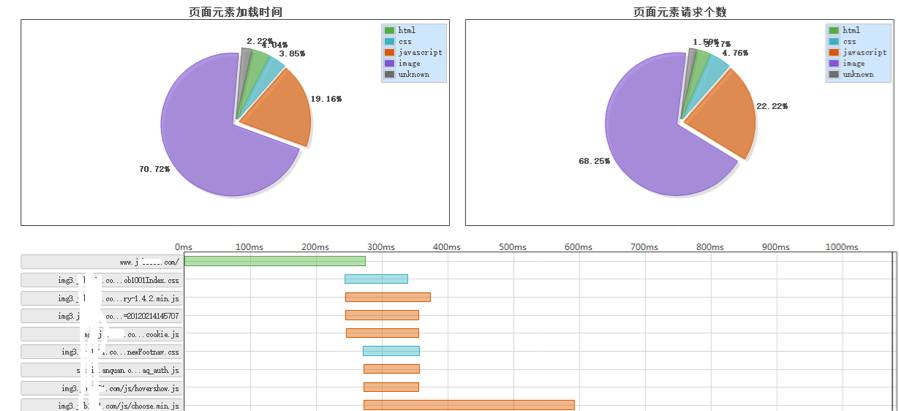 页面元素加载时间
html
css
javascript
image
unknown
2.22%
4.04%
3.85%
19.16%
70.72%
页面元素请求个数
html
css
javascript
image
unknown
4.76%
22.22%
68.25%
0ms 100ms 200ms 300ms 400ms 500ms 600ms 700ms 800ms 900ms 1000ms
www.j .com/
img3. .co...ob1001Index.css
img3. .co...ry-1.4.2.min.js
img3. co...=20120214145707
.co...cookie.js
img3. .co...newFootnav.css
anquan.o...aq_auth.js
img3. .com/js/hovershow.js
img3. .com/js/choose.min.js